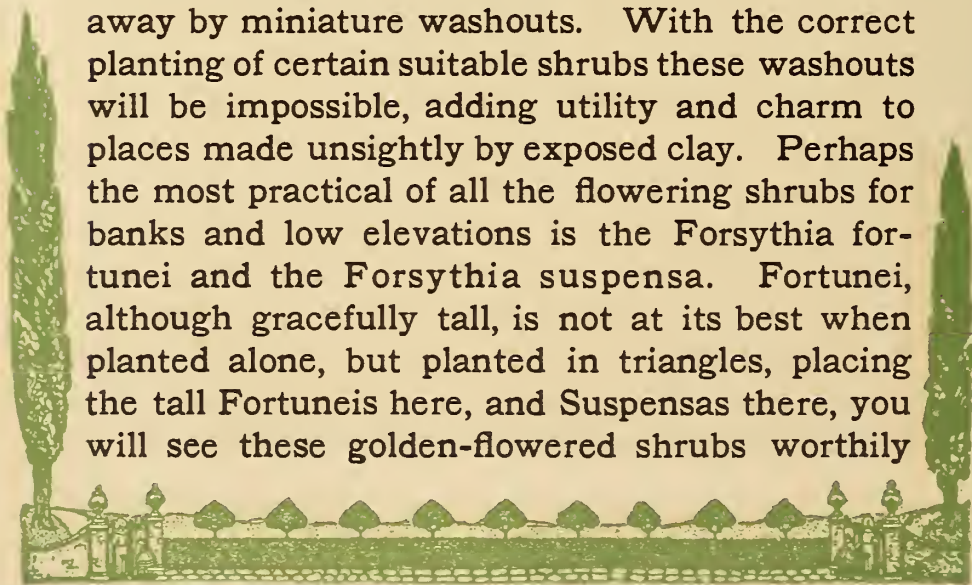 away by miniature washouts. With the correct
planting of certain suitable shrubs these washouts
will be impossible, adding utility and charm to
places made unsightly by exposed clay. Perhaps
the most practical of all the flowering shrubs for
banks and low elevations is the Forsythia for-
tunei and the Forsythia suspensa. Fortunei,
although gracefully tall, is not at its best when
planted alone, but planted in triangles, placing
the tall Fortuneis here, and Suspensas there, you
will see these golden-flowered shrubs worthily